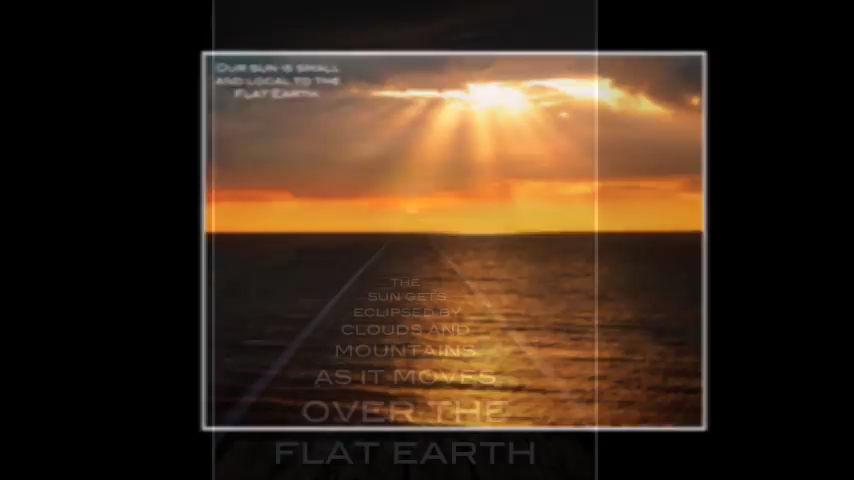 OUR SUN IS SMALL
AND LOCAL TO THE
FLAT EARTH
THE
SUN GETS
ECLIPSED BY
CLOUDS AND
MOUNTAINS
AS IT MOVES
OVER THE
FLAT EARTH